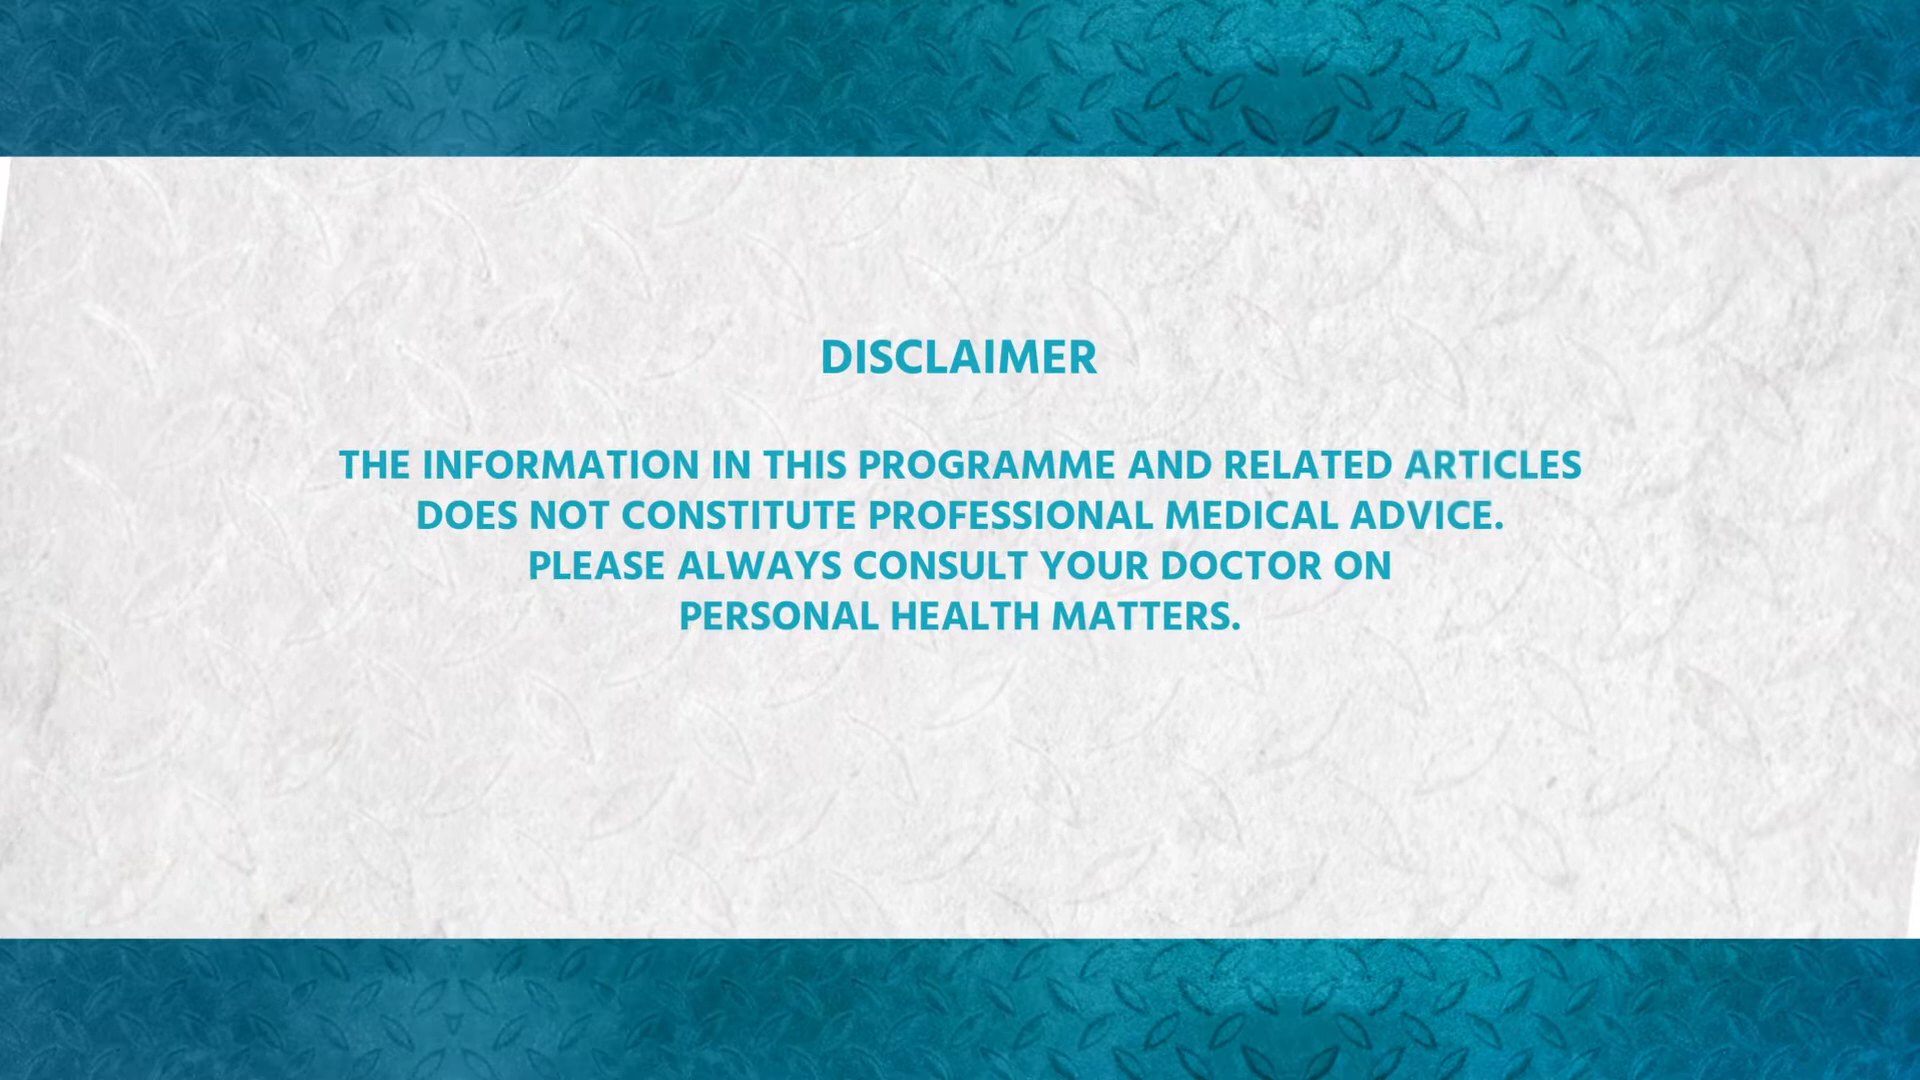 DISCLAIMER
THE INFORMATION IN THIS PROGRAMME AND RELATED ARTICLES
DOES NOT CONSTITUTE PROFESSIONAL MEDICAL ADVICE.
PLEASE ALWAYS CONSULT YOUR DOCTOR ON
PERSONAL HEALTH MATTERS.